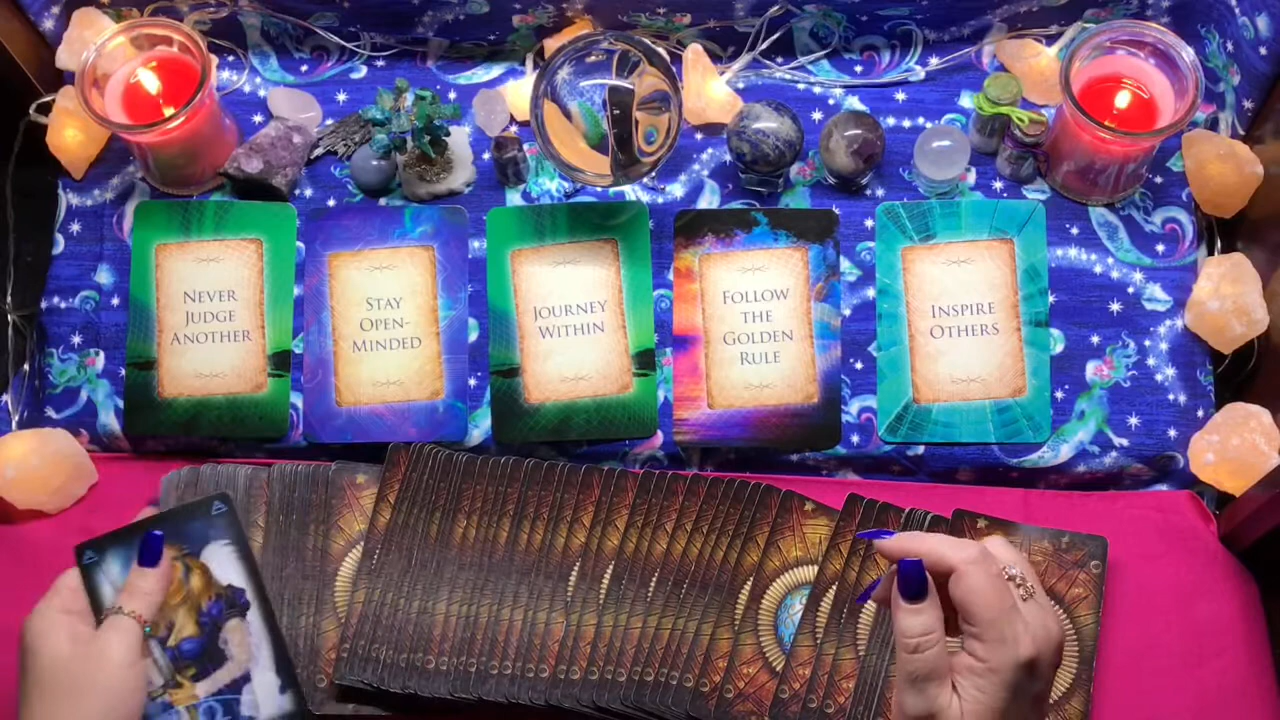 NEVER
JUDGE
ANOTHER
STAY
OPEN-
MINDED
JOURNEY
WITHIN
FOLLOW
THE
GOLDEN
RULE
INSPIRE
OTHERS